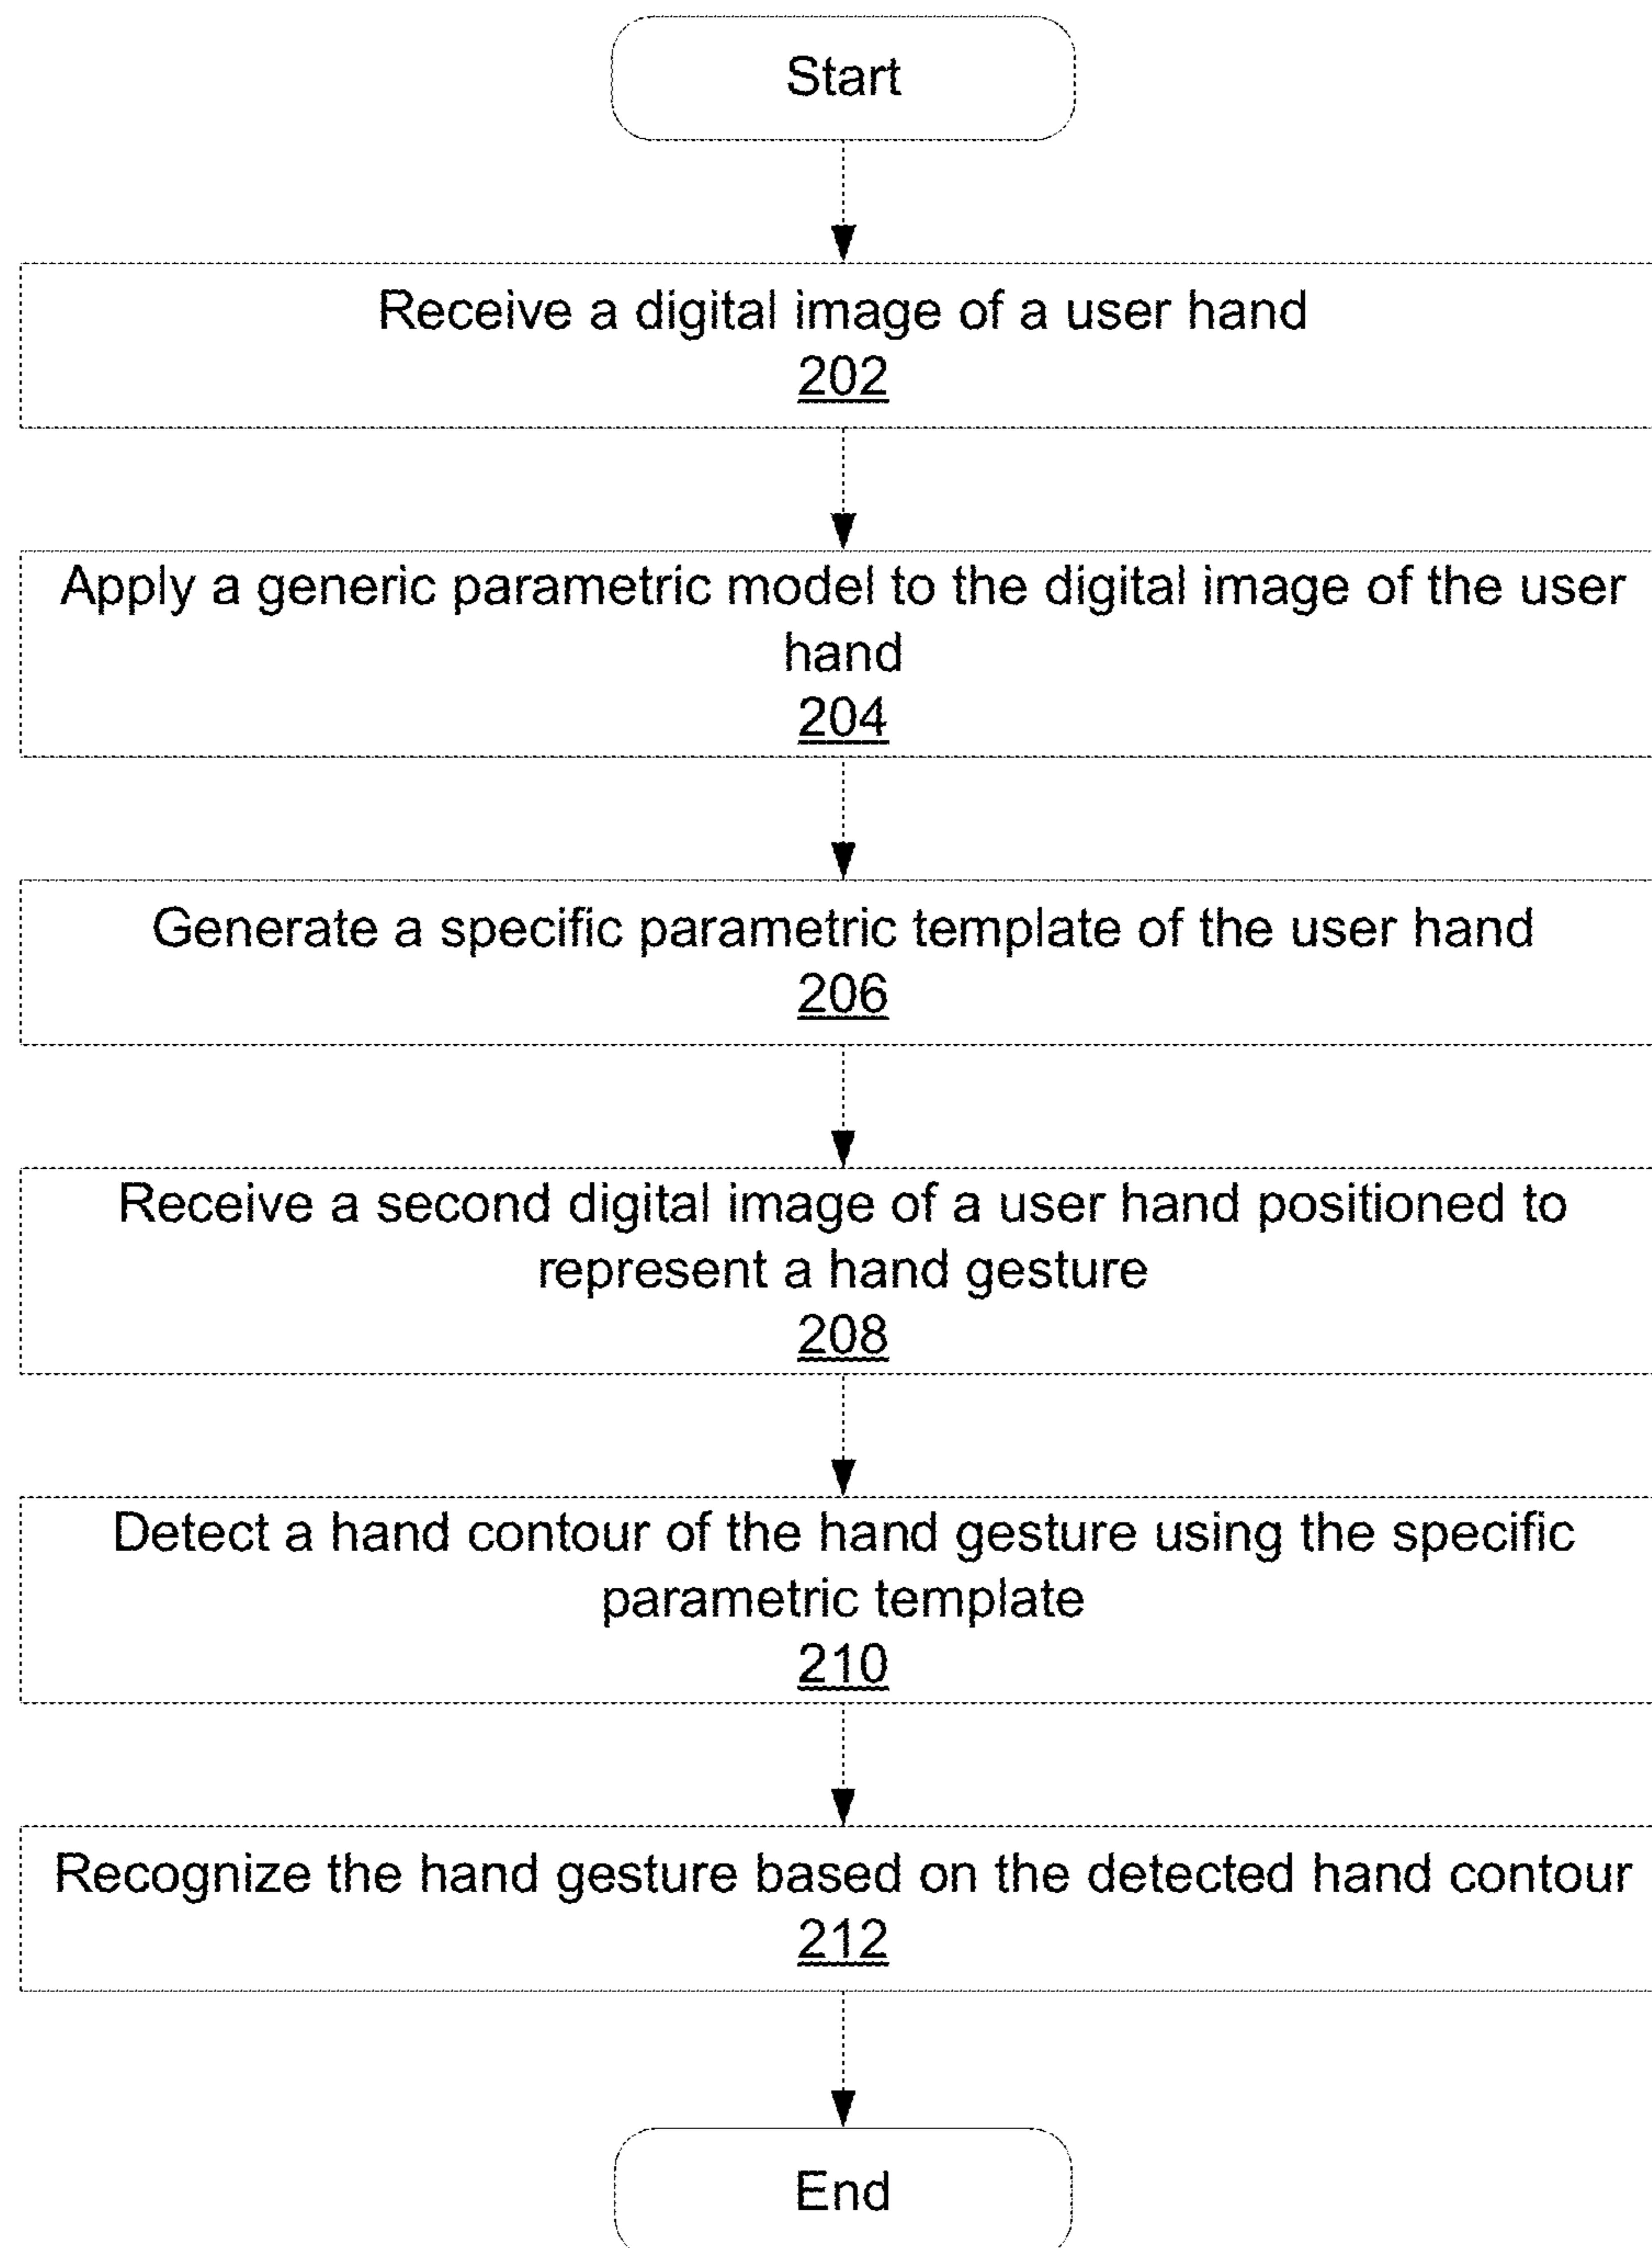 Start
Receive a digital image of a user hand
202
Apply a generic parametric model to the digital image of the user
hand
204
Generate a specific parametric template of the user hand
206
Receive a second digital image of a user hand positioned to
represent a hand gesture
208
Detect a hand contour of the hand gesture using the specific
parametric template
210
Recognize the hand gesture based on the detected hand contour
212
End